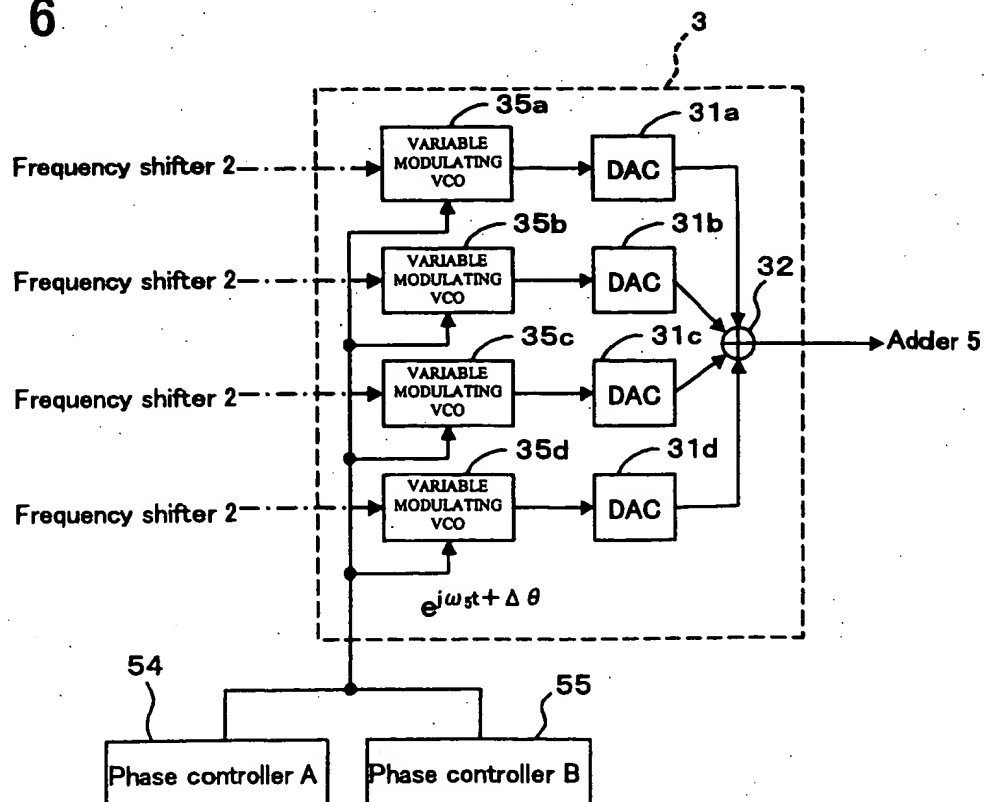 6
3
35a
31a
Frequency shifter 2
VARIABLE
MODULATING
VCO
DAC
35b
31b
Frequency shifter 2
VARIABLE
MODULATING
VCO
DAC
32
35c
31c
Adder 5
Frequency shifter 2
VARIABLE
MODULATING
VCO
DAC
35d
31d
Frequency shifter 2
VARIABLE
MODULATING
VCO
DAC
e^jω₅t+Δθ
54
55
Phase controller A
Phase controller B